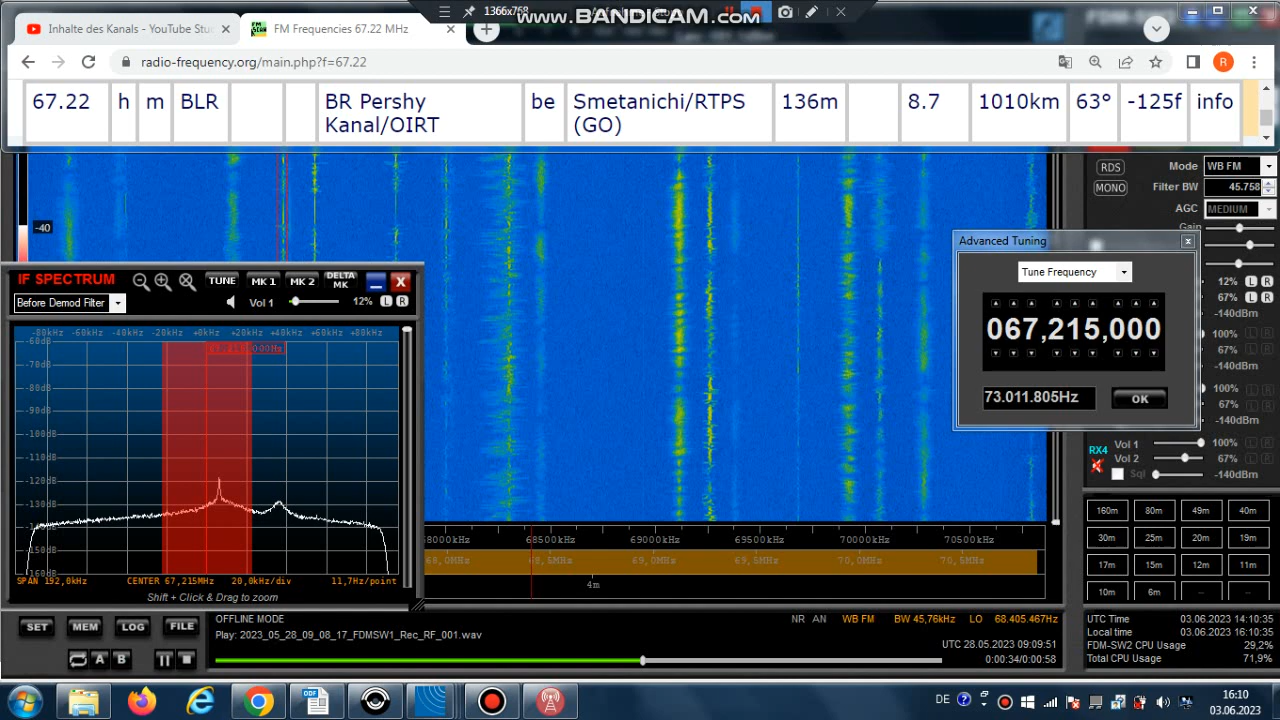 1366x768
www.BANDICAM.com
Inhalte des Kanals - YouTube Stu
FM Frequencies 67.22 MHz
radio-frequency.org/main.php?f=67.22
R
67.22 h m BLR BR Pershy Kanal/OIRT be Smetanichi/RTPS (GO) 136m 8.7 1010km 63° -125f info
-40
RDS
Mode WB FM
MONO
Filter BW 45.758
AGC MEDIUM
Gain
Advanced Tuning
Tune Frequency
067,215,000
73.011.805Hz
OK
12% L R
67% L R
-140dBm
100% L R
67% L R
-140dBm
100% L R
67% L R
-140dBm
RX4
Vol 1 100% L R
Vol 2 67% L R
Sql -140dBm
IF SPECTRUM
TUNE
MK 1
MK 2
DELTA MK
Before Demod Filter
Vol 1 12% L R
-80kHz -60kHz -40kHz -20kHz +0kHz +20kHz +40kHz +60kHz +80kHz
-60dB
-70dB
-80dB
-90dB
-100dB
-110dB
-120dB
-130dB
-140dB
-150dB
-160dB
SPAN 192,0kHz CENTER 67,215MHz 20,0kHz/div 11,7Hz/point
Shift + Click & Drag to zoom
68000kHz 68500kHz 69000kHz 69500kHz 70000kHz 70500kHz
68,0MHz 68,5MHz 69,0MHz 69,5MHz 70,0MHz 70,5MHz
4m
160m 80m 49m 40m
30m 25m 20m 19m
17m 15m 12m 11m
10m 6m -- --
SET MEM LOG FILE
A B
OFFLINE MODE
NR AN WB FM BW 45,76kHz LO 68.405.467Hz
Play: 2023_05_28_09_08_17_FDMSW1_Rec_RF_001.wav
UTC 28.05.2023 09:09:51
0:00:34/0:00:58
UTC Time 03.06.2023 14:10:35
Local time 03.06.2023 16:10:35
FDM-SW2 CPU Usage 29,2%
Total CPU Usage 71,9%
ODF
DE
16:10
03.06.2023